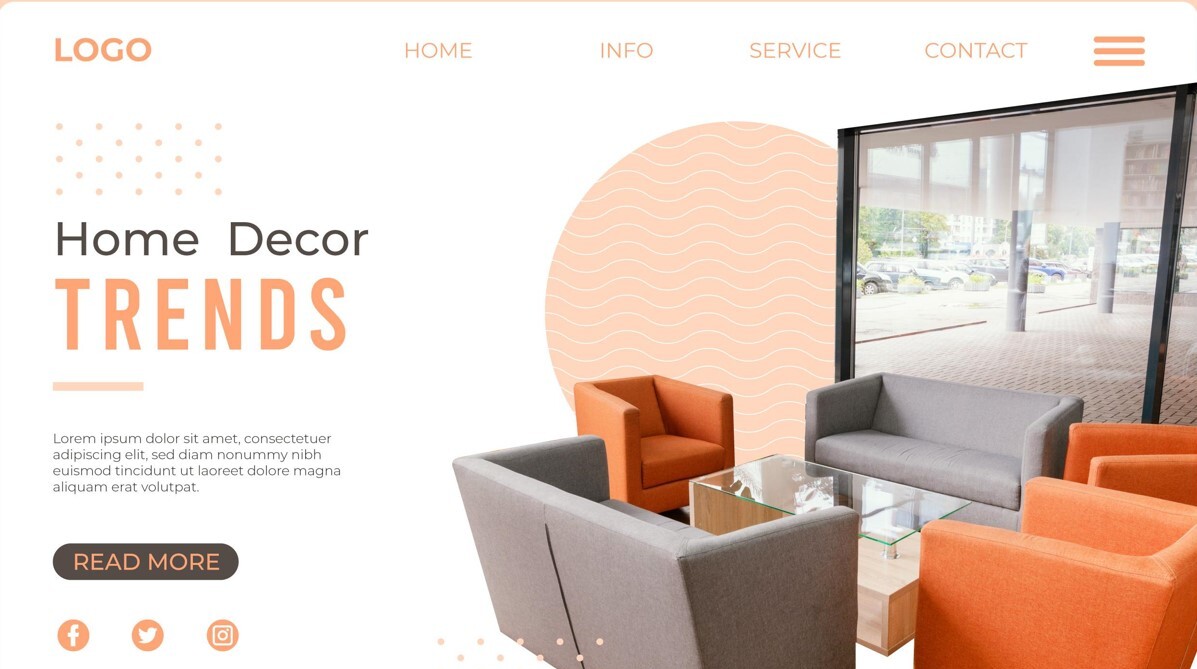 LOGO
HOME INFO SERVICE CONTACT
Home Decor
TRENDS
Lorem ipsum dolor sit amet, consectetuer
adipiscing elit, sed diam nonummy nibh
euismod tincidunt ut laoreet dolore magna
aliquam erat volutpat.
READ MORE